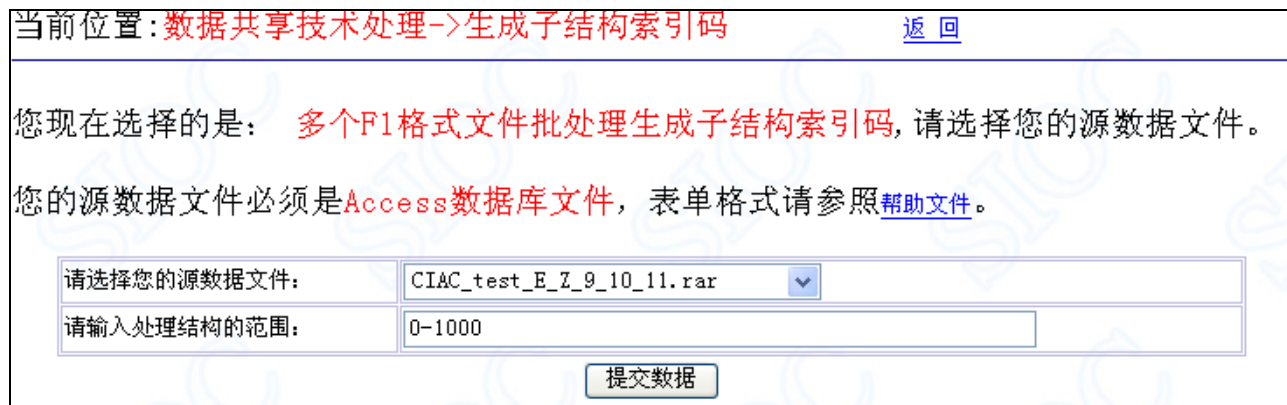 当前位置:数据共享技术处理->生成子结构索引码 返 回
您现在选择的是： 多个F1格式文件批处理生成子结构索引码,请选择您的源数据文件。
您的源数据文件必须是Access数据库文件，表单格式请参照帮助文件。
请选择您的源数据文件： CIAC_test_E_Z_9_10_11.rar
请输入处理结构的范围： 0-1000
提交数据